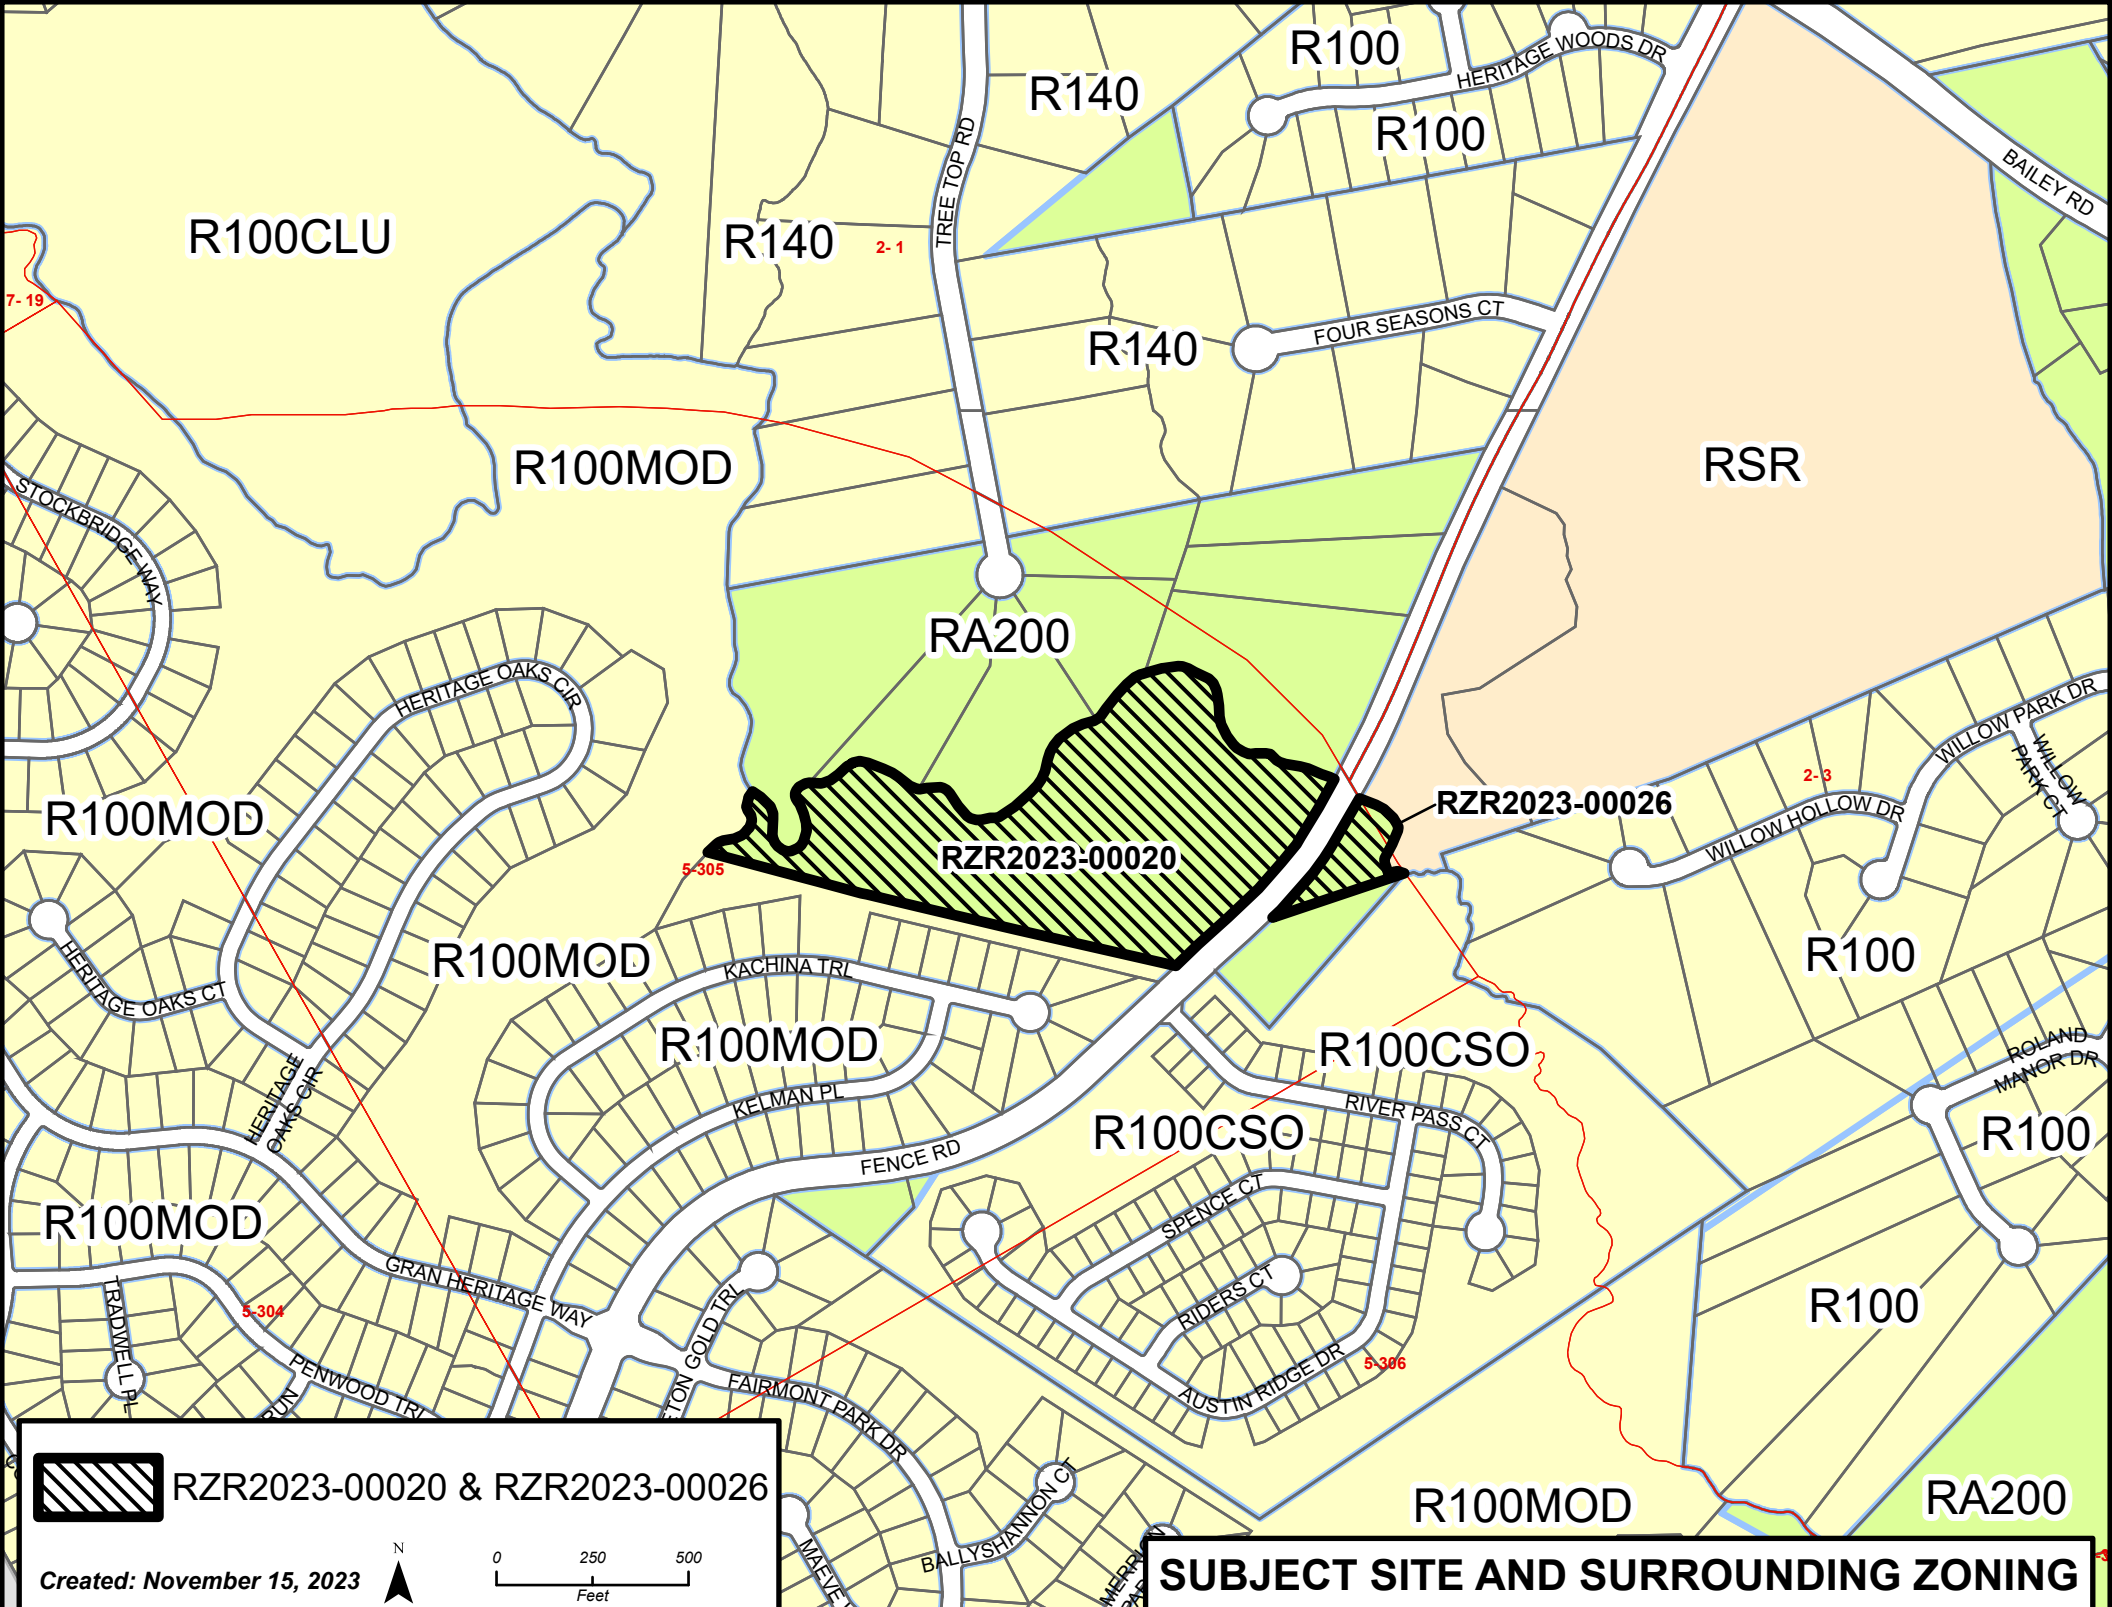 R100
HERITAGE WOODS DR
R140
R100
TREE TOP RD
BAILEY RD
R100CLU
R140
2- 1
7- 19
FOUR SEASONS CT
R140
R100MOD
RSR
STOCKBRIDGE WAY
RA200
HERITAGE OAKS CIR
WILLOW PARK DR
WILLOW
PARK CT
2- 3
RZR2023-00026
R100MOD
WILLOW HOLLOW DR
RZR2023-00020
5-305
R100MOD
KACHINA TRL
R100
HERITAGE OAKS CT
R100MOD
R100CSO
ROLAND
MANOR DR
HERITAGE
OAKS CIR
KELMAN PL
RIVER PASS CT
R100CSO
R100
FENCE RD
R100MOD
SPENCE CT
GRAN HERITAGE WAY
RIDERS CT
R100
TRADWELL PL
5-304
ETON GOLD TRL
5-306
PENWOOD TRL
RUN
FAIRMONT PARK DR
AUSTIN RIDGE DR
RZR2023-00020 & RZR2023-00026
BALLYSHANNON CT
R100MOD
RA200
MAEVE
MERRION
N
0 250 500
Feet
Created: November 15, 2023
SUBJECT SITE AND SURROUNDING ZONING